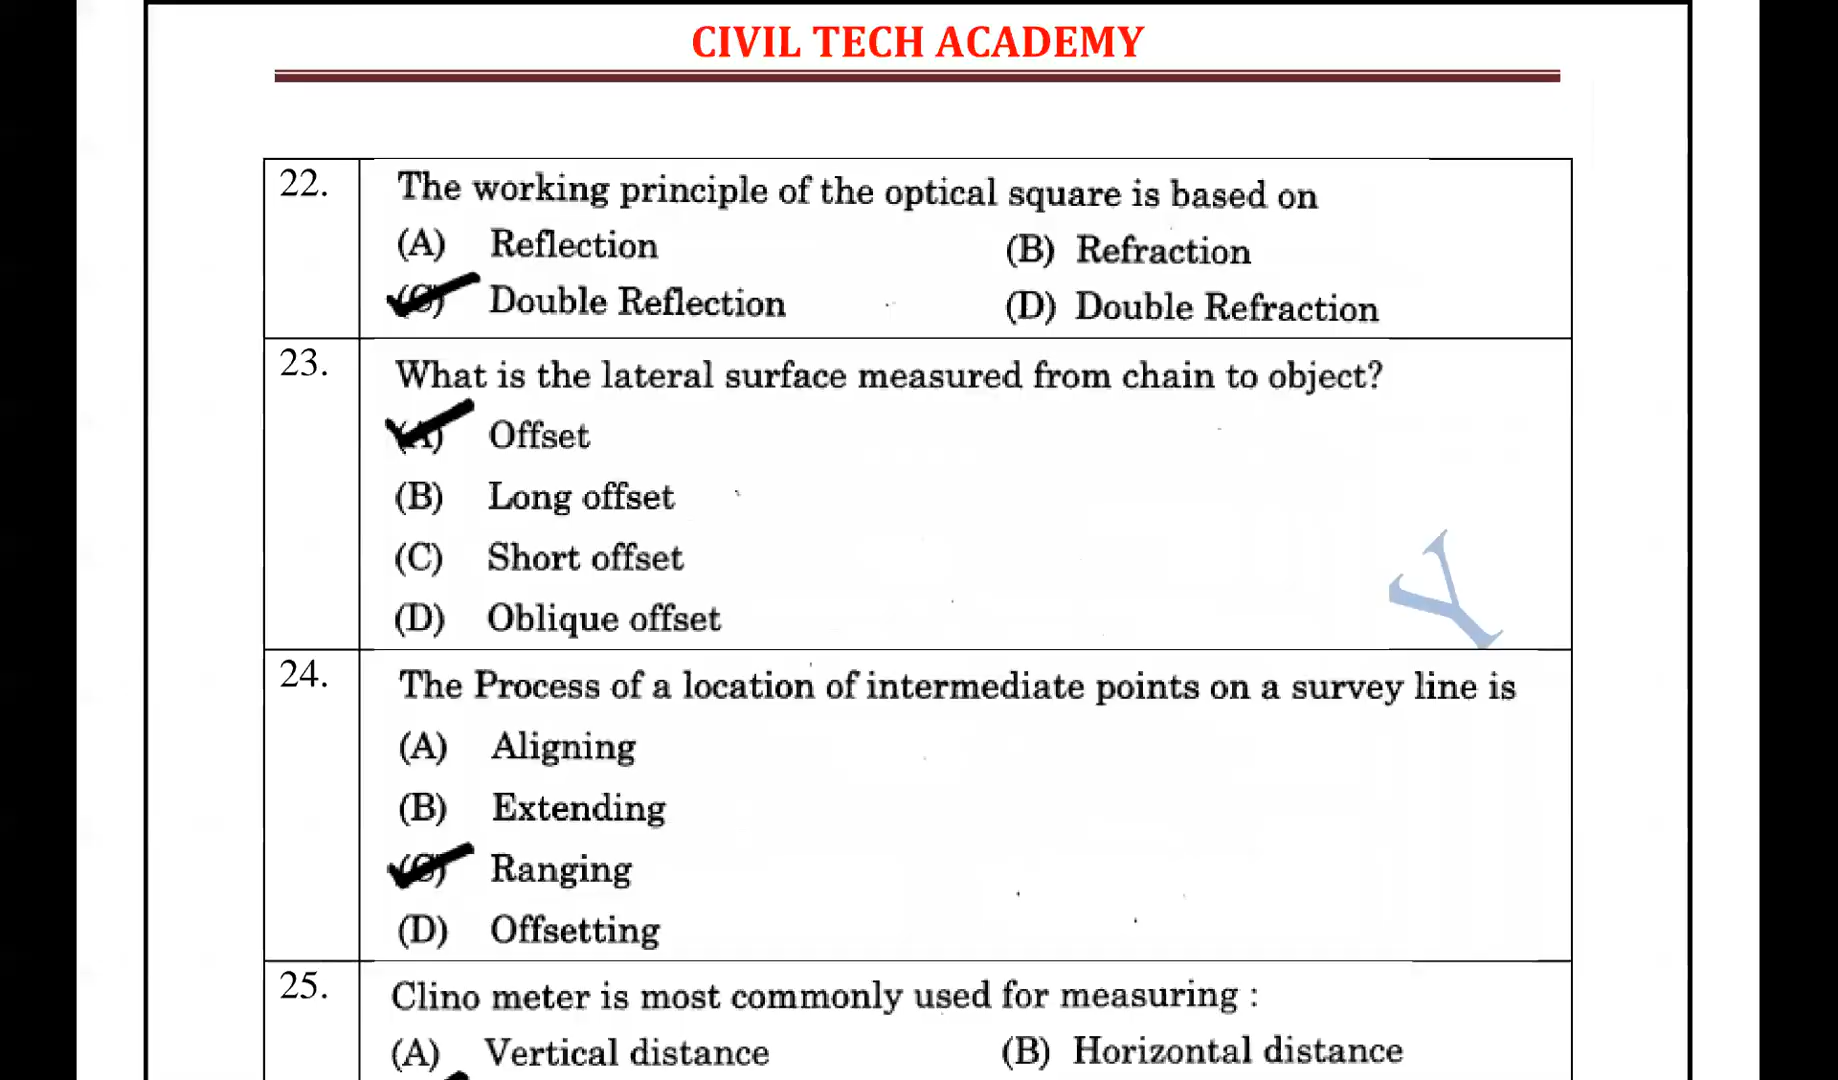 CIVIL TECH ACADEMY
22. The working principle of the optical square is based on
(A) Reflection (B) Refraction
(C) Double Reflection (D) Double Refraction
23. What is the lateral surface measured from chain to object?
(A) Offset
(B) Long offset
(C) Short offset
(D) Oblique offset
Y
24. The Process of a location of intermediate points on a survey line is
(A) Aligning
(B) Extending
(C) Ranging
(D) Offsetting
25. Clino meter is most commonly used for measuring :
(A) Vertical distance (B) Horizontal distance